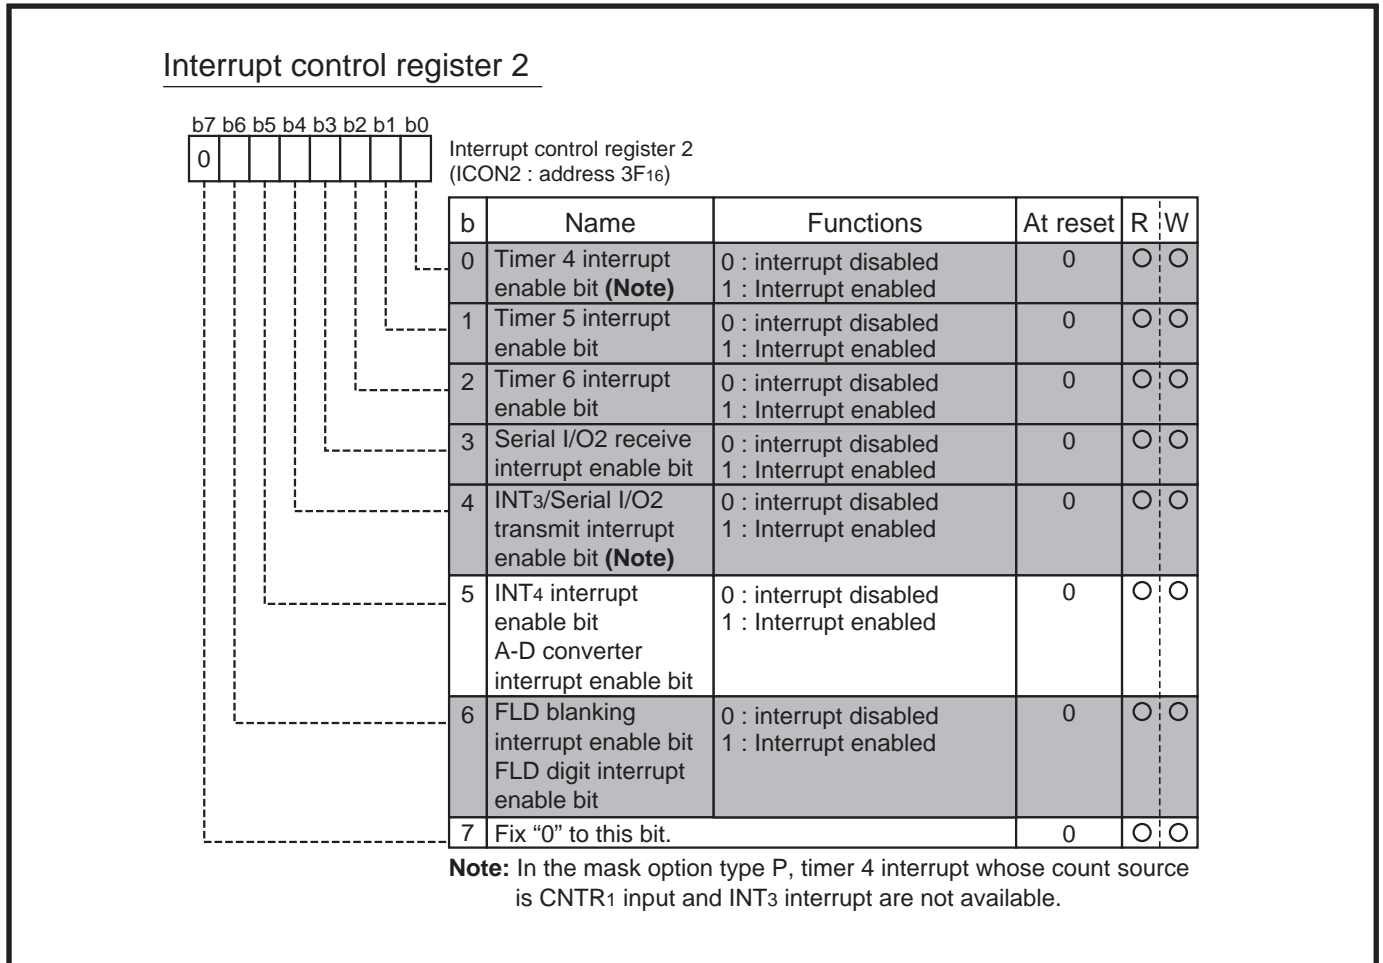 Interrupt control register 2
b7 b6 b5 b4 b3 b2 b1 b0
0
Interrupt control register 2
(ICON2 : address 3F16)
b Name Functions At reset R W
0 Timer 4 interrupt enable bit (Note) 0 : interrupt disabled 1 : Interrupt enabled 0 O O
1 Timer 5 interrupt enable bit 0 : interrupt disabled 1 : Interrupt enabled 0 O O
2 Timer 6 interrupt enable bit 0 : interrupt disabled 1 : Interrupt enabled 0 O O
3 Serial I/O2 receive interrupt enable bit 0 : interrupt disabled 1 : Interrupt enabled 0 O O
4 INT3/Serial I/O2 transmit interrupt enable bit (Note) 0 : interrupt disabled 1 : Interrupt enabled 0 O O
5 INT4 interrupt enable bit A-D converter interrupt enable bit 0 : interrupt disabled 1 : Interrupt enabled 0 O O
6 FLD blanking interrupt enable bit FLD digit interrupt enable bit 0 : interrupt disabled 1 : Interrupt enabled 0 O O
7 Fix “0” to this bit. 0 O O
Note: In the mask option type P, timer 4 interrupt whose count source
is CNTR1 input and INT3 interrupt are not available.